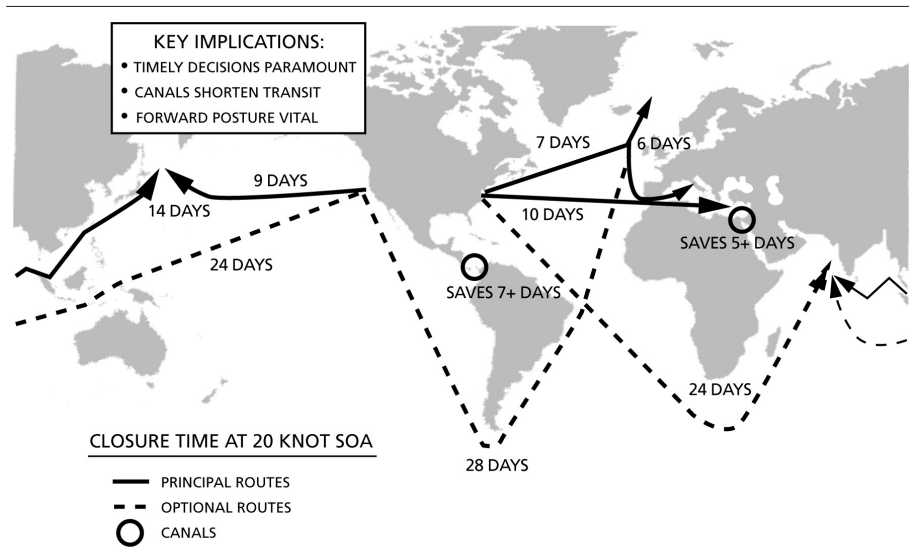 KEY IMPLICATIONS:
• TIMELY DECISIONS PARAMOUNT
• CANALS SHORTEN TRANSIT
• FORWARD POSTURE VITAL
7 DAYS
6 DAYS
9 DAYS
14 DAYS
10 DAYS
SAVES 5+ DAYS
24 DAYS
SAVES 7+ DAYS
24 DAYS
CLOSURE TIME AT 20 KNOT SOA
28 DAYS
PRINCIPAL ROUTES
OPTIONAL ROUTES
CANALS